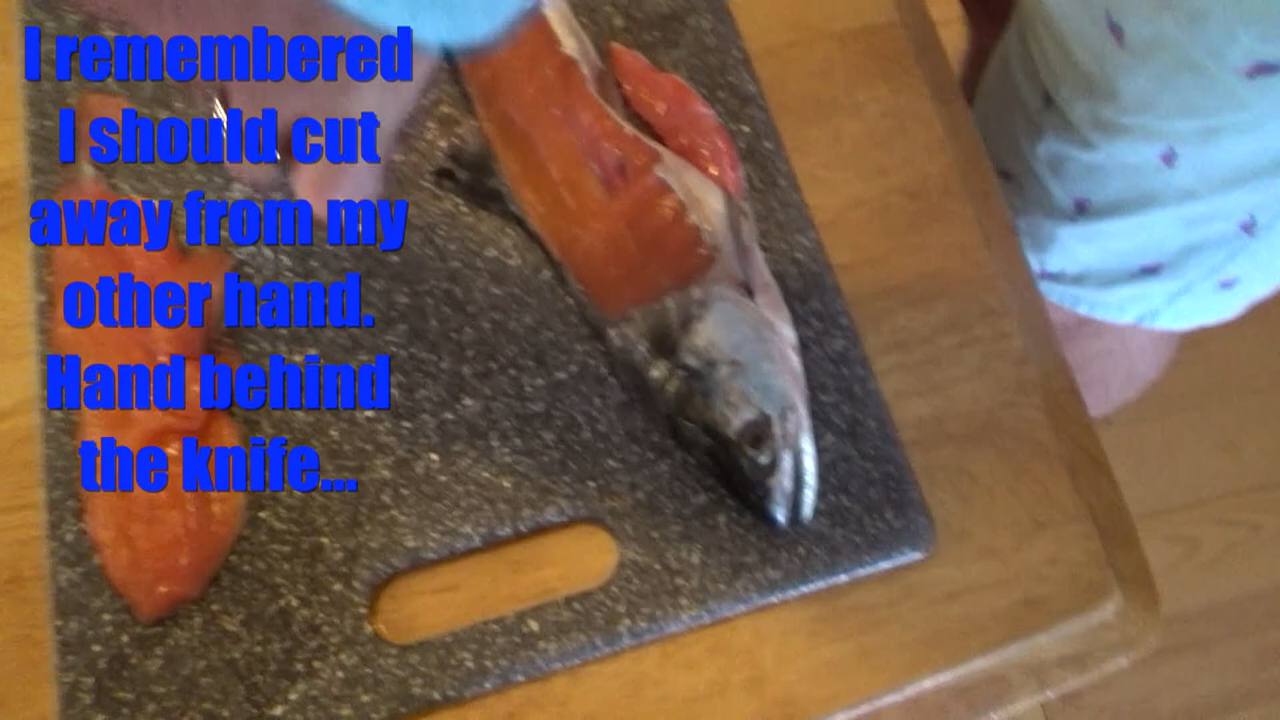 I remembered
I should cut
away from my
other hand.
Hand behind
the knife...